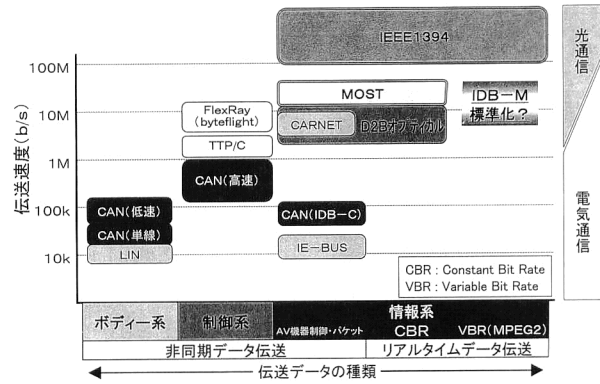 伝送速度(b/s)
100M
10M
1M
100k
10k
IEEE1394
MOST
IDB-M
標準化?
FlexRay
(byteflight)
CARNET
D2Bオプティカル
TTP/C
CAN(高速)
CAN(低速)
CAN(IDB-C)
CAN(単線)
LIN
IE-BUS
CBR : Constant Bit Rate
VBR : Variable Bit Rate
光通信
電気通信
ボディー系
制御系
情報系
AV機器制御・パケット
CBR
VBR(MPEG2)
非同期データ伝送
リアルタイムデータ伝送
伝送データの種類